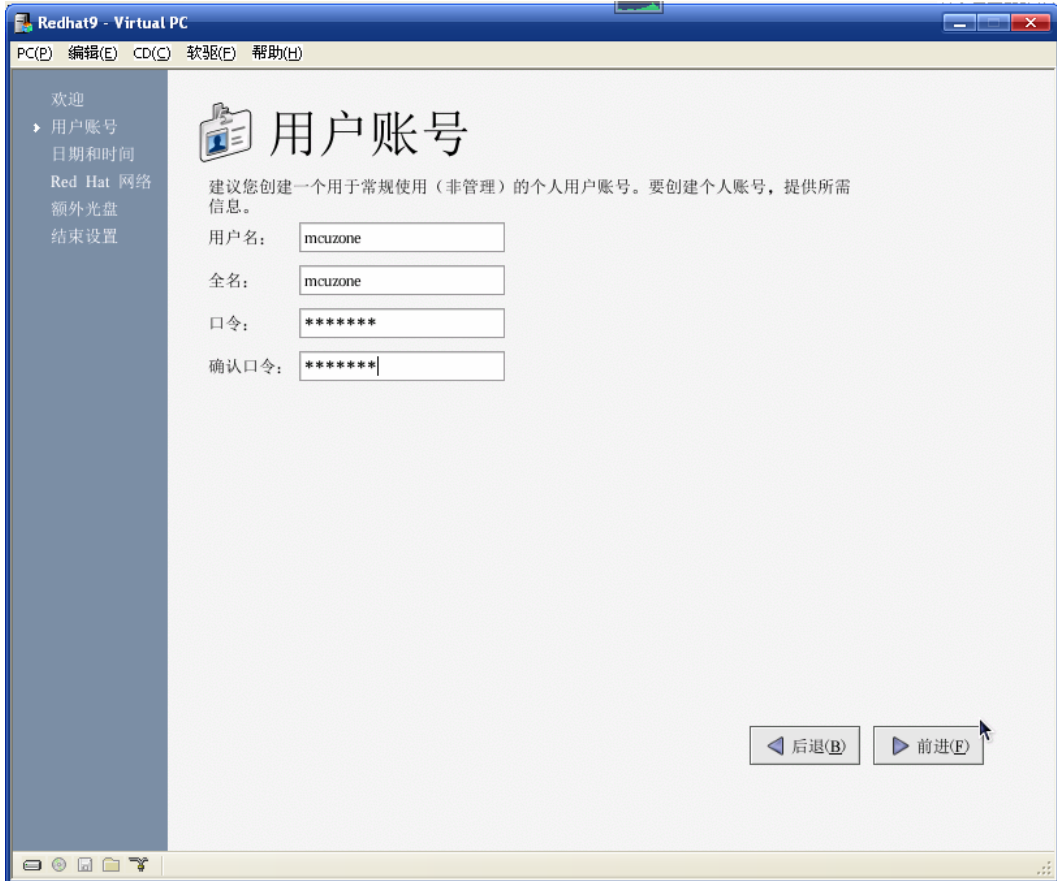 Redhat9 - Virtual PC
PC(P) 编辑(E) CD(C) 软驱(F) 帮助(H)
欢迎
用户账号
日期和时间
Red Hat 网络
额外光盘
结束设置
用户账号
建议您创建一个用于常规使用（非管理）的个人用户账号。要创建个人账号，提供所需
信息。
用户名： mcuzone
全名： mcuzone
口令： *******
确认口令： *******
后退(B) 前进(F)